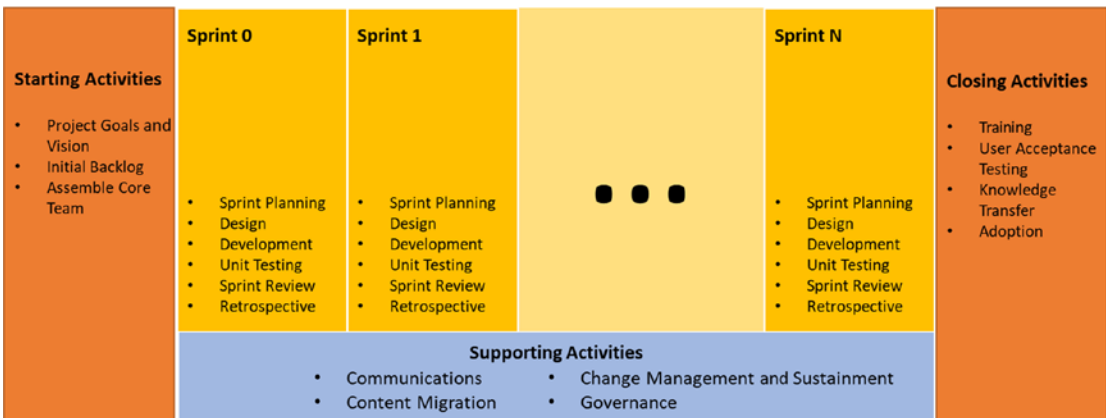 Starting Activities
• Project Goals and
Vision
• Initial Backlog
• Assemble Core
Team
Sprint 0
• Sprint Planning
• Design
• Development
• Unit Testing
• Sprint Review
• Retrospective
Sprint 1
• Sprint Planning
• Design
• Development
• Unit Testing
• Sprint Review
• Retrospective
...
Sprint N
• Sprint Planning
• Design
• Development
• Unit Testing
• Sprint Review
• Retrospective
Closing Activities
• Training
• User Acceptance
Testing
• Knowledge
Transfer
• Adoption
Supporting Activities
• Communications
• Content Migration
• Change Management and Sustainment
• Governance